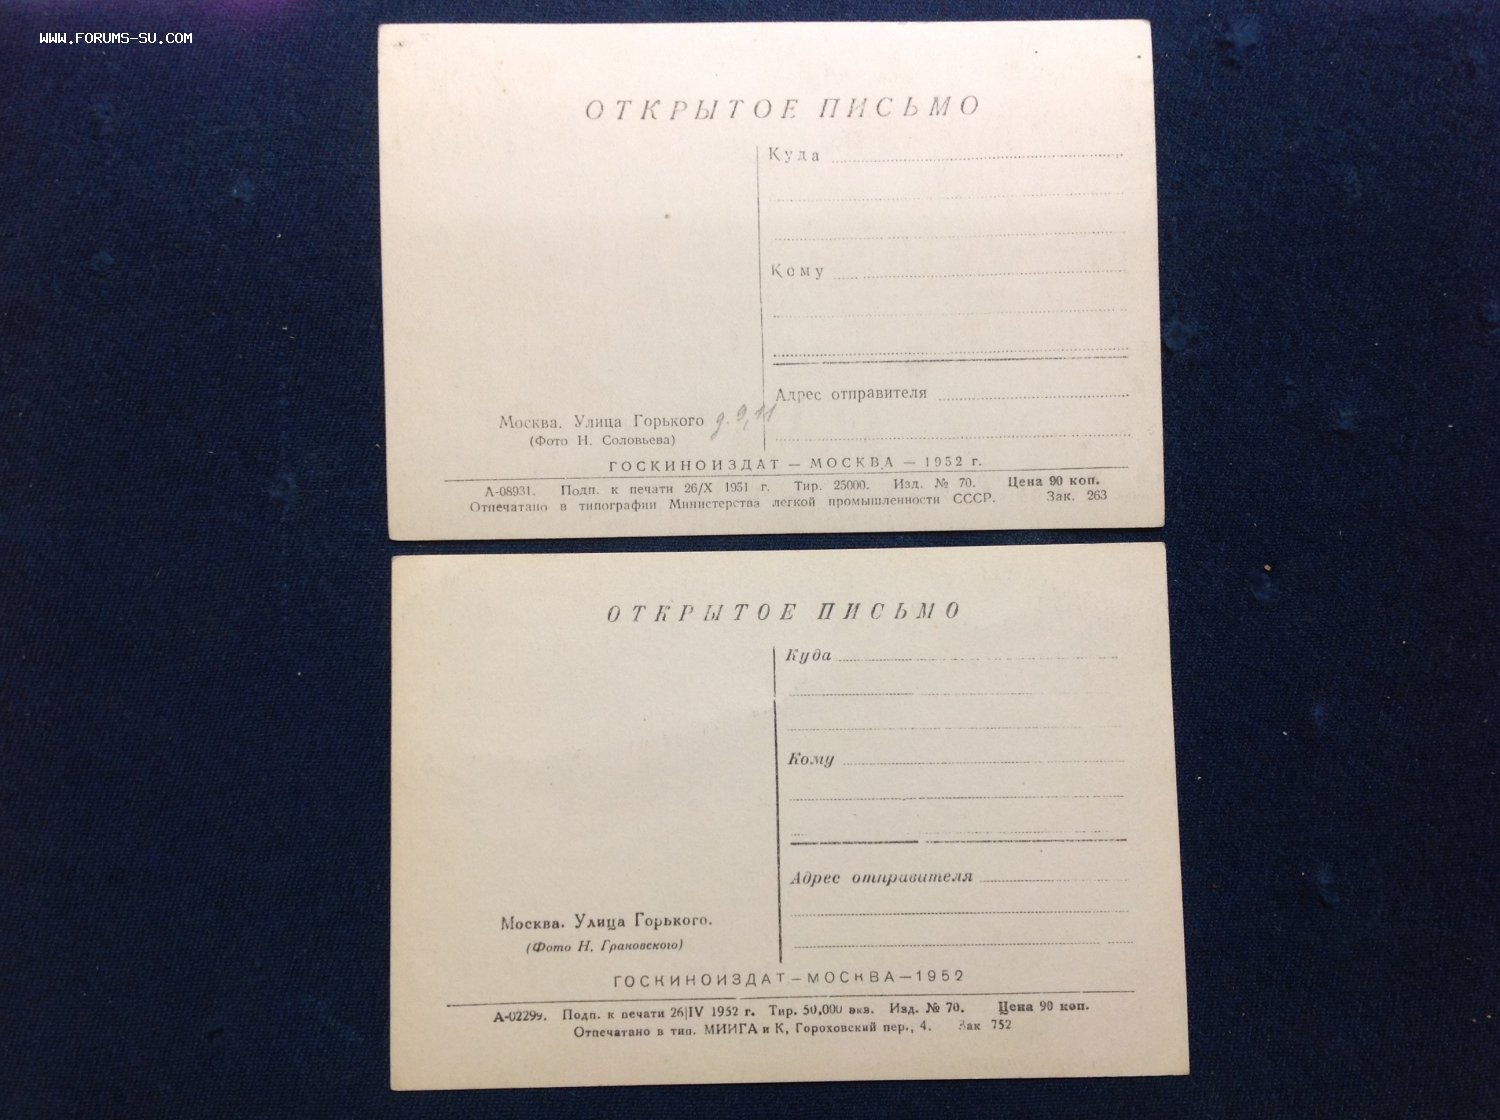 WWW.FORUMS-SU.COM
ОТКРЫТОЕ ПИСЬМО
Куда
Кому
Адрес отправителя
Москва. Улица Горького д. 9, 11
(Фото Н. Соловьева)
ГОСКИНОИЗДАТ — МОСКВА — 1952 г.
А-08931. Подп. к печати 26/X 1951 г. Тир. 25000. Изд. № 70. Цена 90 коп.
Отпечатано в типографии Министерства легкой промышленности СССР. Зак. 263
ОТКРЫТОЕ ПИСЬМО
Куда
Кому
Адрес отправителя
Москва. Улица Горького.
(Фото Н. Грановского)
ГОСКИНОИЗДАТ—МОСКВА—1952
А-02299. Подп. к печати 26|IV 1952 г. Тир. 50,000 экз. Изд. № 70. Цена 90 коп.
Отпечатано в тип. МИИГА и К, Гороховский пер., 4. Зак 752